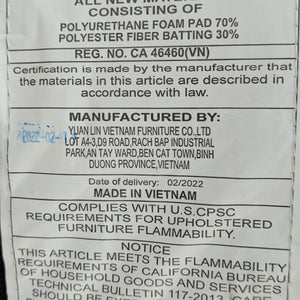 ALL NEW MATERIAL
CONSISTING OF
POLYURETHANE FOAM PAD 70%
POLYESTER FIBER BATTING 30%
REG. NO. CA 46460(VN)
Certification is made by the manufacturer that
the materials in this article are described in
accordance with law.
MANUFACTURED BY:
YUAN LIN VIETNAM FURNITURE CO.,LTD
LOT A4-3,D9 ROAD,RACH BAP INDUSTRIAL
PARK,AN TAY WARD,BEN CAT TOWN,BINH
DUONG PROVINCE,VIETNAM
Date of delivery: 02/2022
MADE IN VIETNAM
COMPLIES WITH U.S.CPSC
REQUIREMENTS FOR UPHOLSTERED
FURNITURE FLAMMABILITY.
NOTICE
THIS ARTICLE MEETS THE FLAMMABILITY
REQUIREMENTS OF CALIFORNIA BUREAU
OF HOUSEHOLD GOODS AND SERVICES
TECHNICAL BULLETIN 117-2013. CARE
SHOULD BE